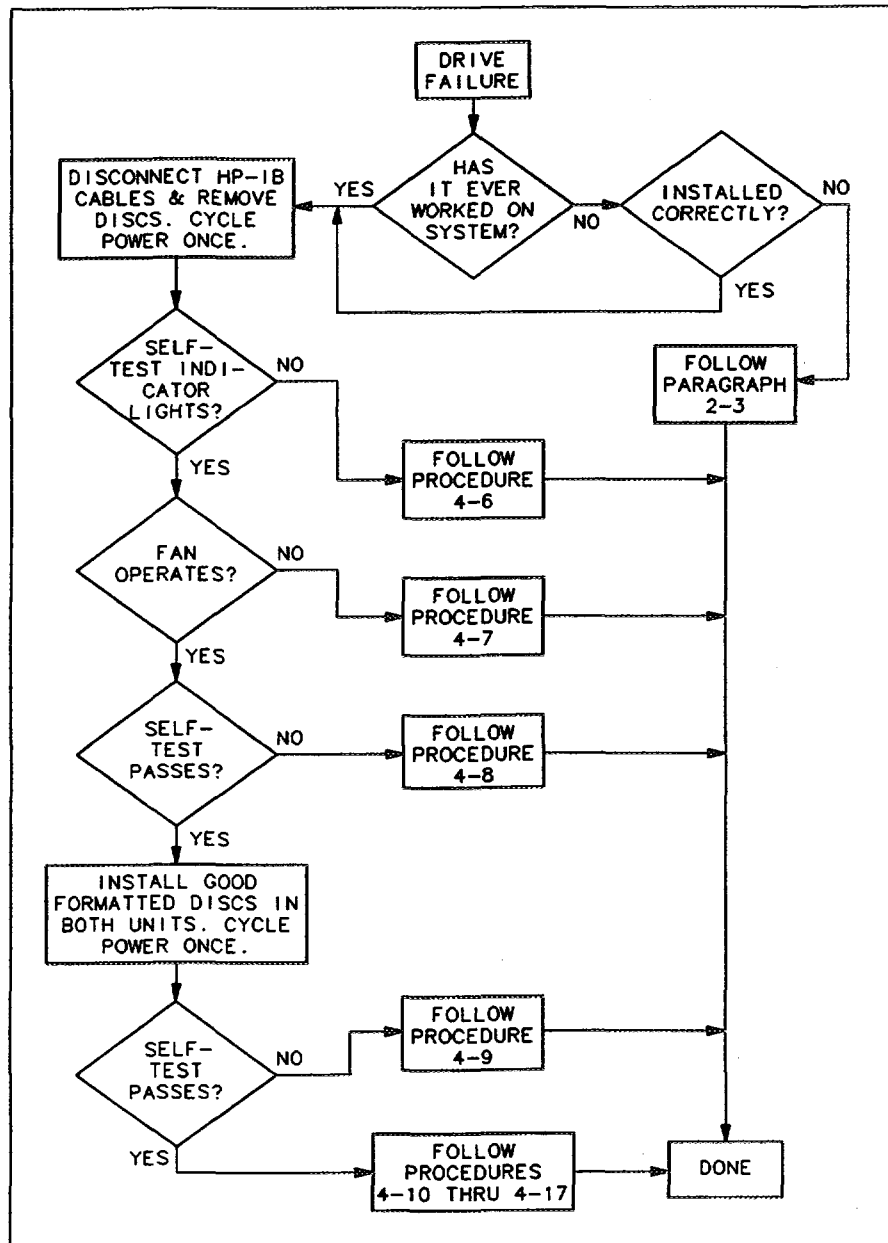 DRIVE
FAILURE
HAS
IT EVER
WORKED ON
SYSTEM?
YES
NO
INSTALLED
CORRECTLY?
NO
YES
DISCONNECT HP-IB
CABLES & REMOVE
DISCS. CYCLE
POWER ONCE.
FOLLOW
PARAGRAPH
2-3
SELF-
TEST INDI-
CATOR
LIGHTS?
NO
YES
FOLLOW
PROCEDURE
4-6
FAN
OPERATES?
NO
YES
FOLLOW
PROCEDURE
4-7
SELF-
TEST
PASSES?
NO
YES
FOLLOW
PROCEDURE
4-8
INSTALL GOOD
FORMATTED DISCS IN
BOTH UNITS. CYCLE
POWER ONCE.
SELF-
TEST
PASSES?
NO
YES
FOLLOW
PROCEDURE
4-9
FOLLOW
PROCEDURES
4-10 THRU 4-17
DONE